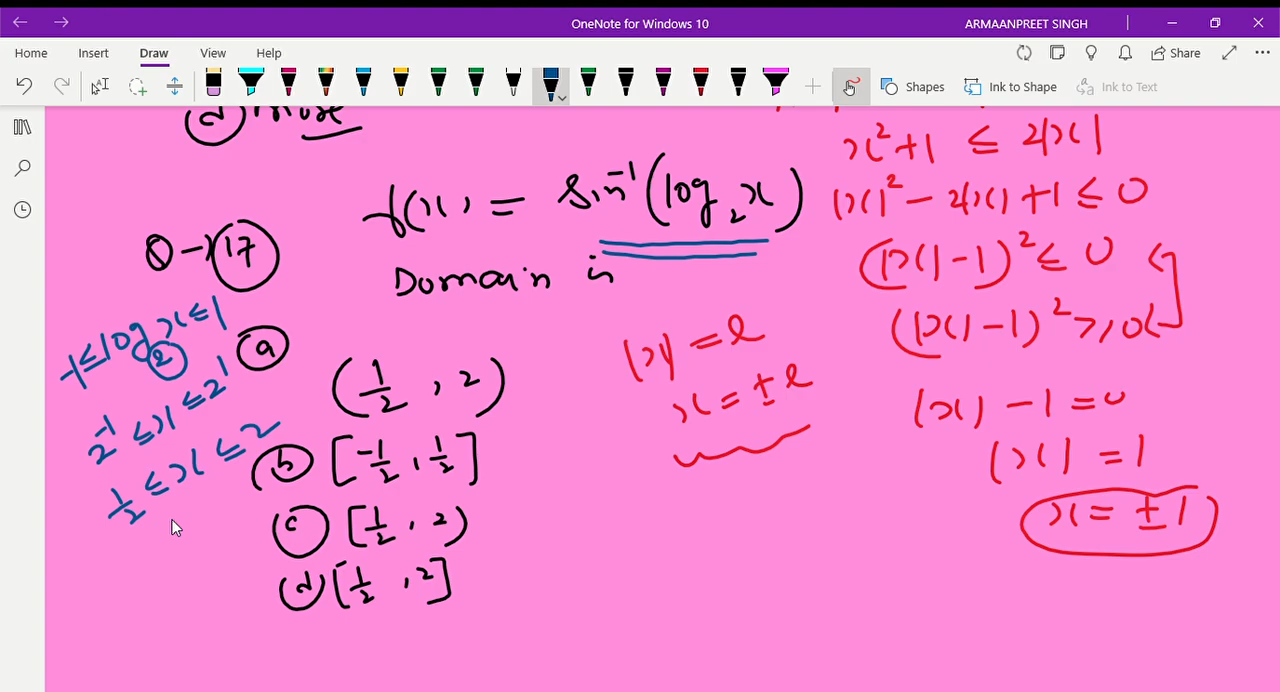 OneNote for Windows 10
ARMAANPREET SINGH
Home Insert Draw View Help
Share
Shapes Ink to Shape Ink to Text
f(x) = Sin⁻¹(log₂x)
Q → 17
Domain is
-1 ≤ log₂x ≤ 1
2⁻¹ ≤ x ≤ 2¹
1/2 ≤ x ≤ 2
(a) (1/2, 2)
(b) [-1/2, 1/2]
(c) [1/2, 2)
(d) [1/2, 2]
|x| = l
x = ± l
x²+1 ≤ 2|x|
|x|² - 2|x| + 1 ≤ 0
(|x|-1)² ≤ 0
(|x|-1)² ≥ 0
|x| - 1 = 0
|x| = 1
x = ± 1